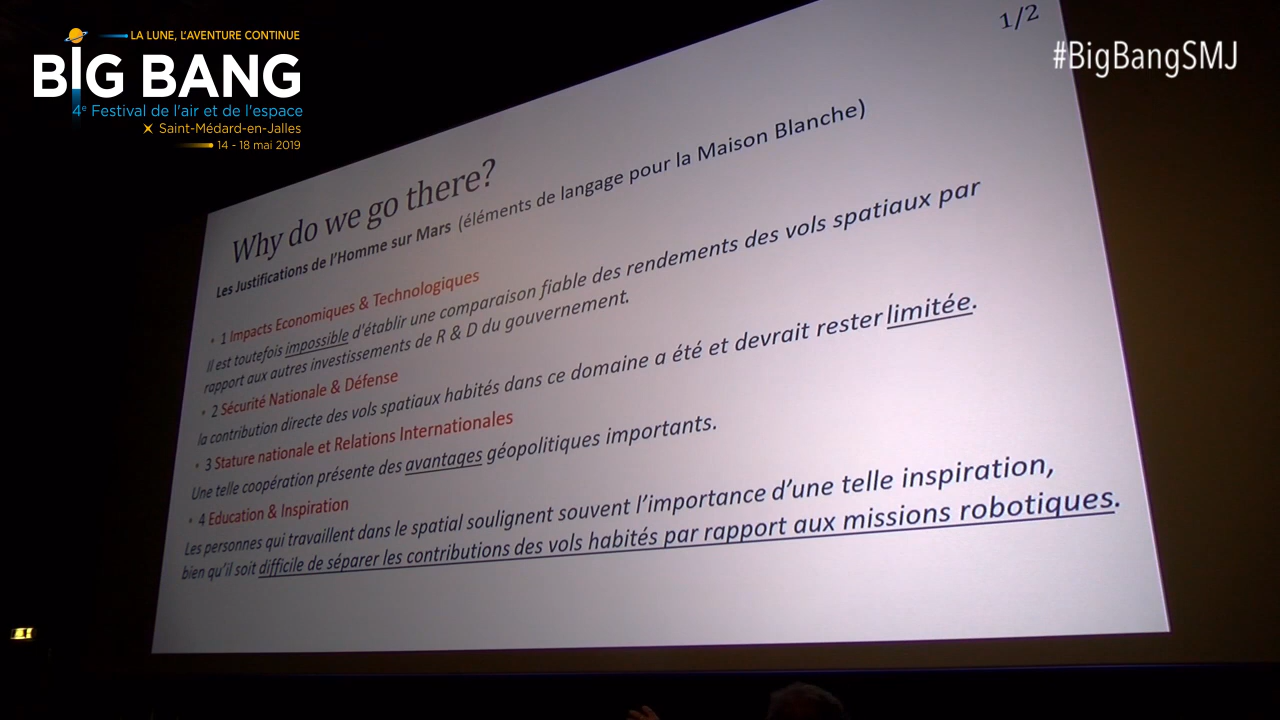 LA LUNE, L'AVENTURE CONTINUE
BIG BANG
4e Festival de l'air et de l'espace
Saint-Médard-en-Jalles
14 - 18 mai 2019
#BigBangSMJ
1/2
Why do we go there?
Les Justifications de l'Homme sur Mars (éléments de langage pour la Maison Blanche)
• 1 Impacts Economiques & Technologiques
Il est toutefois impossible d'établir une comparaison fiable des rendements des vols spatiaux par
rapport aux autres investissements de R & D du gouvernement.
• 2 Sécurité Nationale & Défense
la contribution directe des vols spatiaux habités dans ce domaine a été et devrait rester limitée.
• 3 Stature nationale et Relations Internationales
Une telle coopération présente des avantages géopolitiques importants.
• 4 Education & Inspiration
Les personnes qui travaillent dans le spatial soulignent souvent l'importance d'une telle inspiration,
bien qu'il soit difficile de séparer les contributions des vols habités par rapport aux missions robotiques.